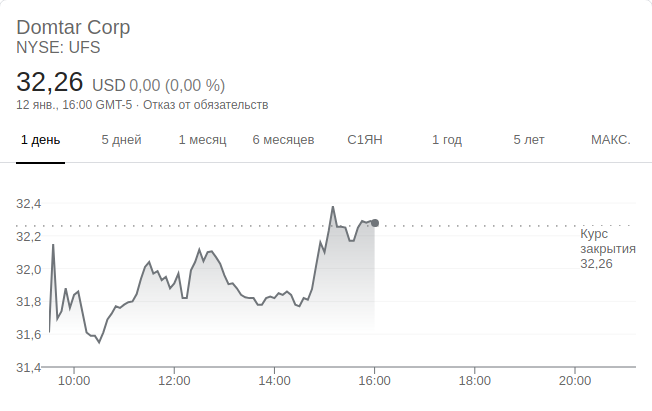 Domtar Corp
NYSE: UFS
32,26 USD 0,00 (0,00 %)
12 янв., 16:00 GMT-5 · Отказ от обязательств
1 день 5 дней 1 месяц 6 месяцев С1ЯН 1 год 5 лет МАКС.
32,4
32,2
32,0
31,8
31,6
31,4
Курс
закрытия
32,26
10:00 12:00 14:00 16:00 18:00 20:00